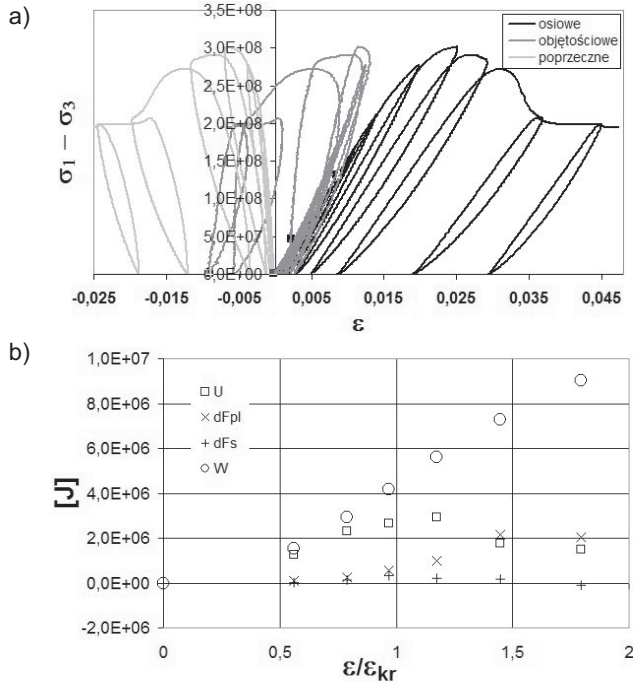 a)
3,5E+08
3,0E+08
2,5E+08
2,0E+08
1,5E+08
1,0E+08
5,0E+07
0,0E+00
σ1 − σ3
osiowe
objętościowe
poprzeczne
-0,025 -0,015 -0,005 0,005 0,015 0,025 0,035 0,045
ε
b)
1,0E+07
8,0E+06
6,0E+06
4,0E+06
2,0E+06
0,0E+00
-2,0E+06
[J]
U
dFpl
dFs
W
0 0,5 1 1,5 2
ε/εkr